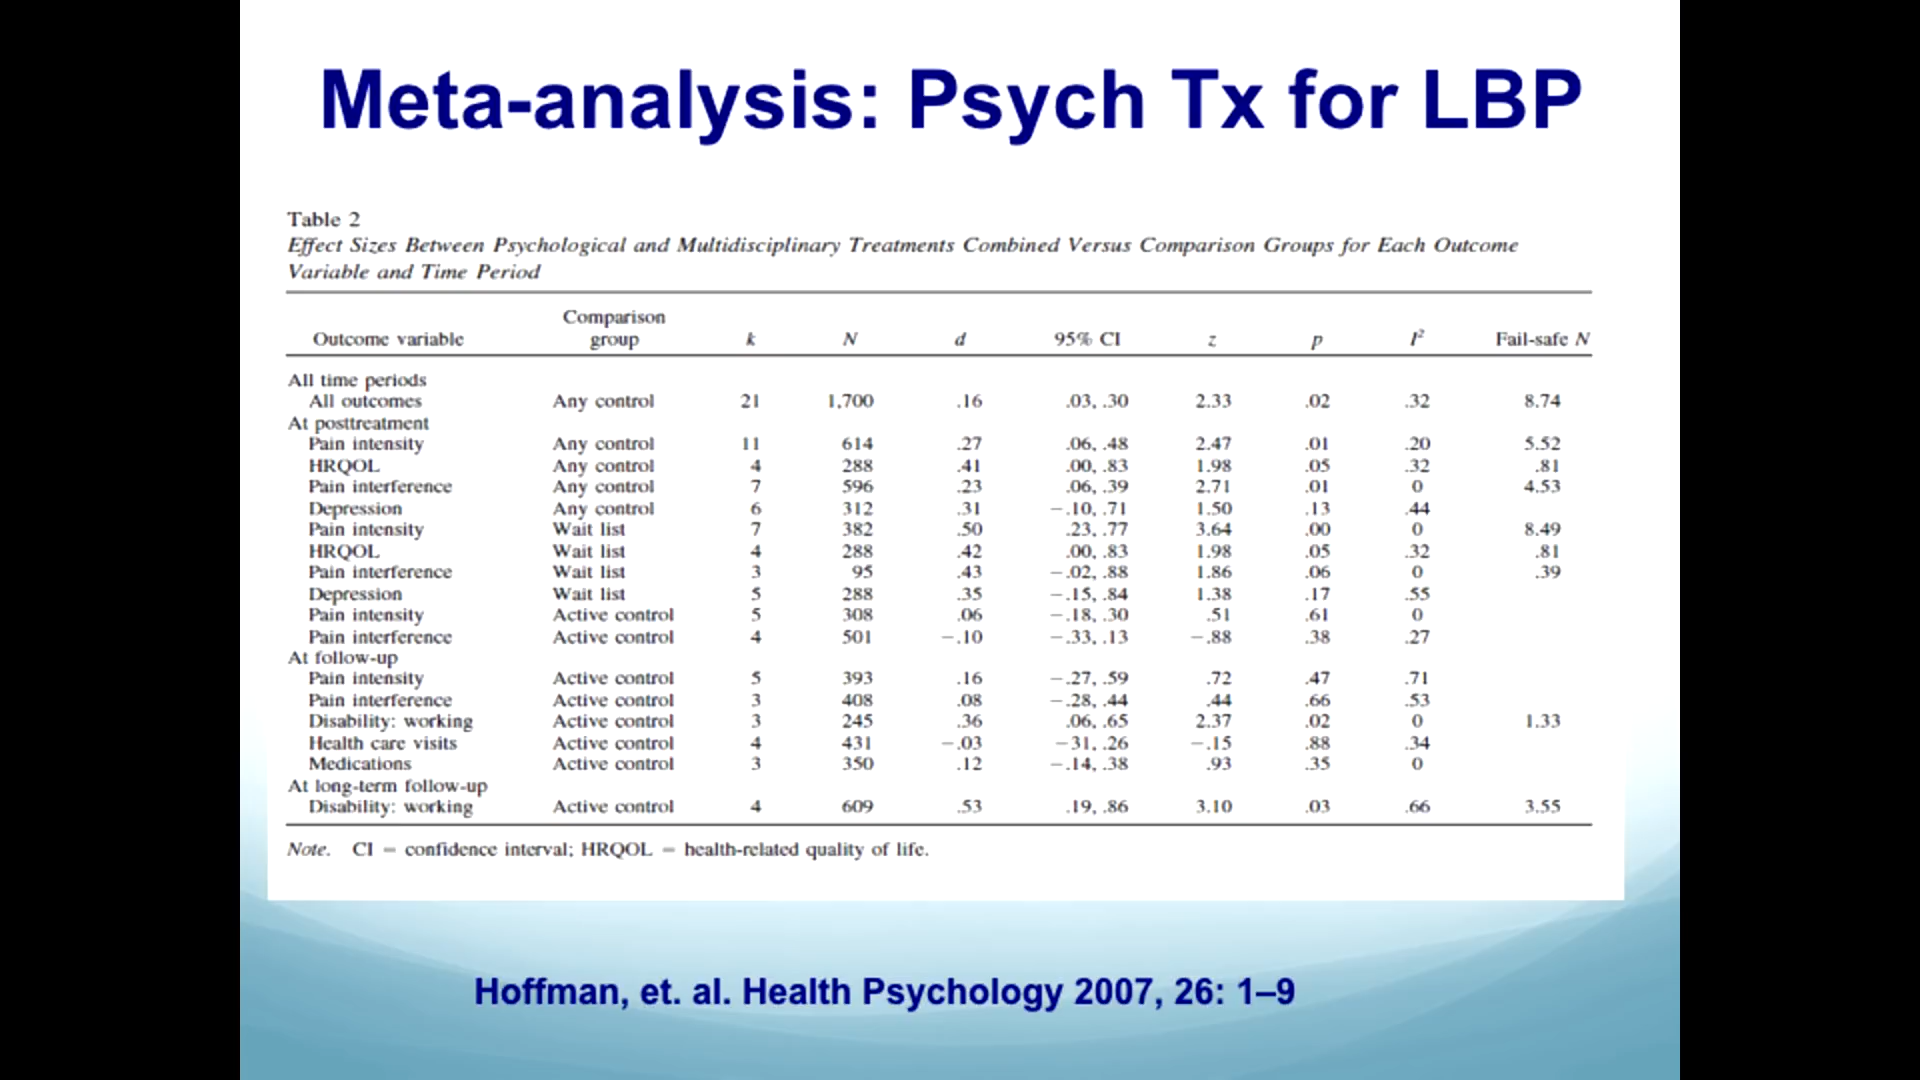 Meta-analysis: Psych Tx for LBP
Table 2
Effect Sizes Between Psychological and Multidisciplinary Treatments Combined Versus Comparison Groups for Each Outcome
Variable and Time Period
Outcome variable Comparison group k N d 95% CI z p I² Fail-safe N
All time periods
All outcomes Any control 21 1,700 .16 .03, .30 2.33 .02 .32 8.74
At posttreatment
Pain intensity Any control 11 614 .27 .06, .48 2.47 .01 .20 5.52
HRQOL Any control 4 288 .41 .00, .83 1.98 .05 .32 .81
Pain interference Any control 7 596 .23 .06, .39 2.71 .01 0 4.53
Depression Any control 6 312 .31 −.10, .71 1.50 .13 .44
Pain intensity Wait list 7 382 .50 .23, .77 3.64 .00 0 8.49
HRQOL Wait list 4 288 .42 .00, .83 1.98 .05 .32 .81
Pain interference Wait list 3 95 .43 −.02, .88 1.86 .06 0 .39
Depression Wait list 5 288 .35 −.15, .84 1.38 .17 .55
Pain intensity Active control 5 308 .06 −.18, .30 .51 .61 0
Pain interference Active control 4 501 −.10 −.33, .13 −.88 .38 .27
At follow-up
Pain intensity Active control 5 393 .16 −.27, .59 .72 .47 .71
Pain interference Active control 3 408 .08 −.28, .44 .44 .66 .53
Disability: working Active control 3 245 .36 .06, .65 2.37 .02 0 1.33
Health care visits Active control 4 431 −.03 −31, .26 −.15 .88 .34
Medications Active control 3 350 .12 −.14, .38 .93 .35 0
At long-term follow-up
Disability: working Active control 4 609 .53 .19, .86 3.10 .03 .66 3.55
Note. CI = confidence interval; HRQOL = health-related quality of life.
Hoffman, et. al. Health Psychology 2007, 26: 1–9